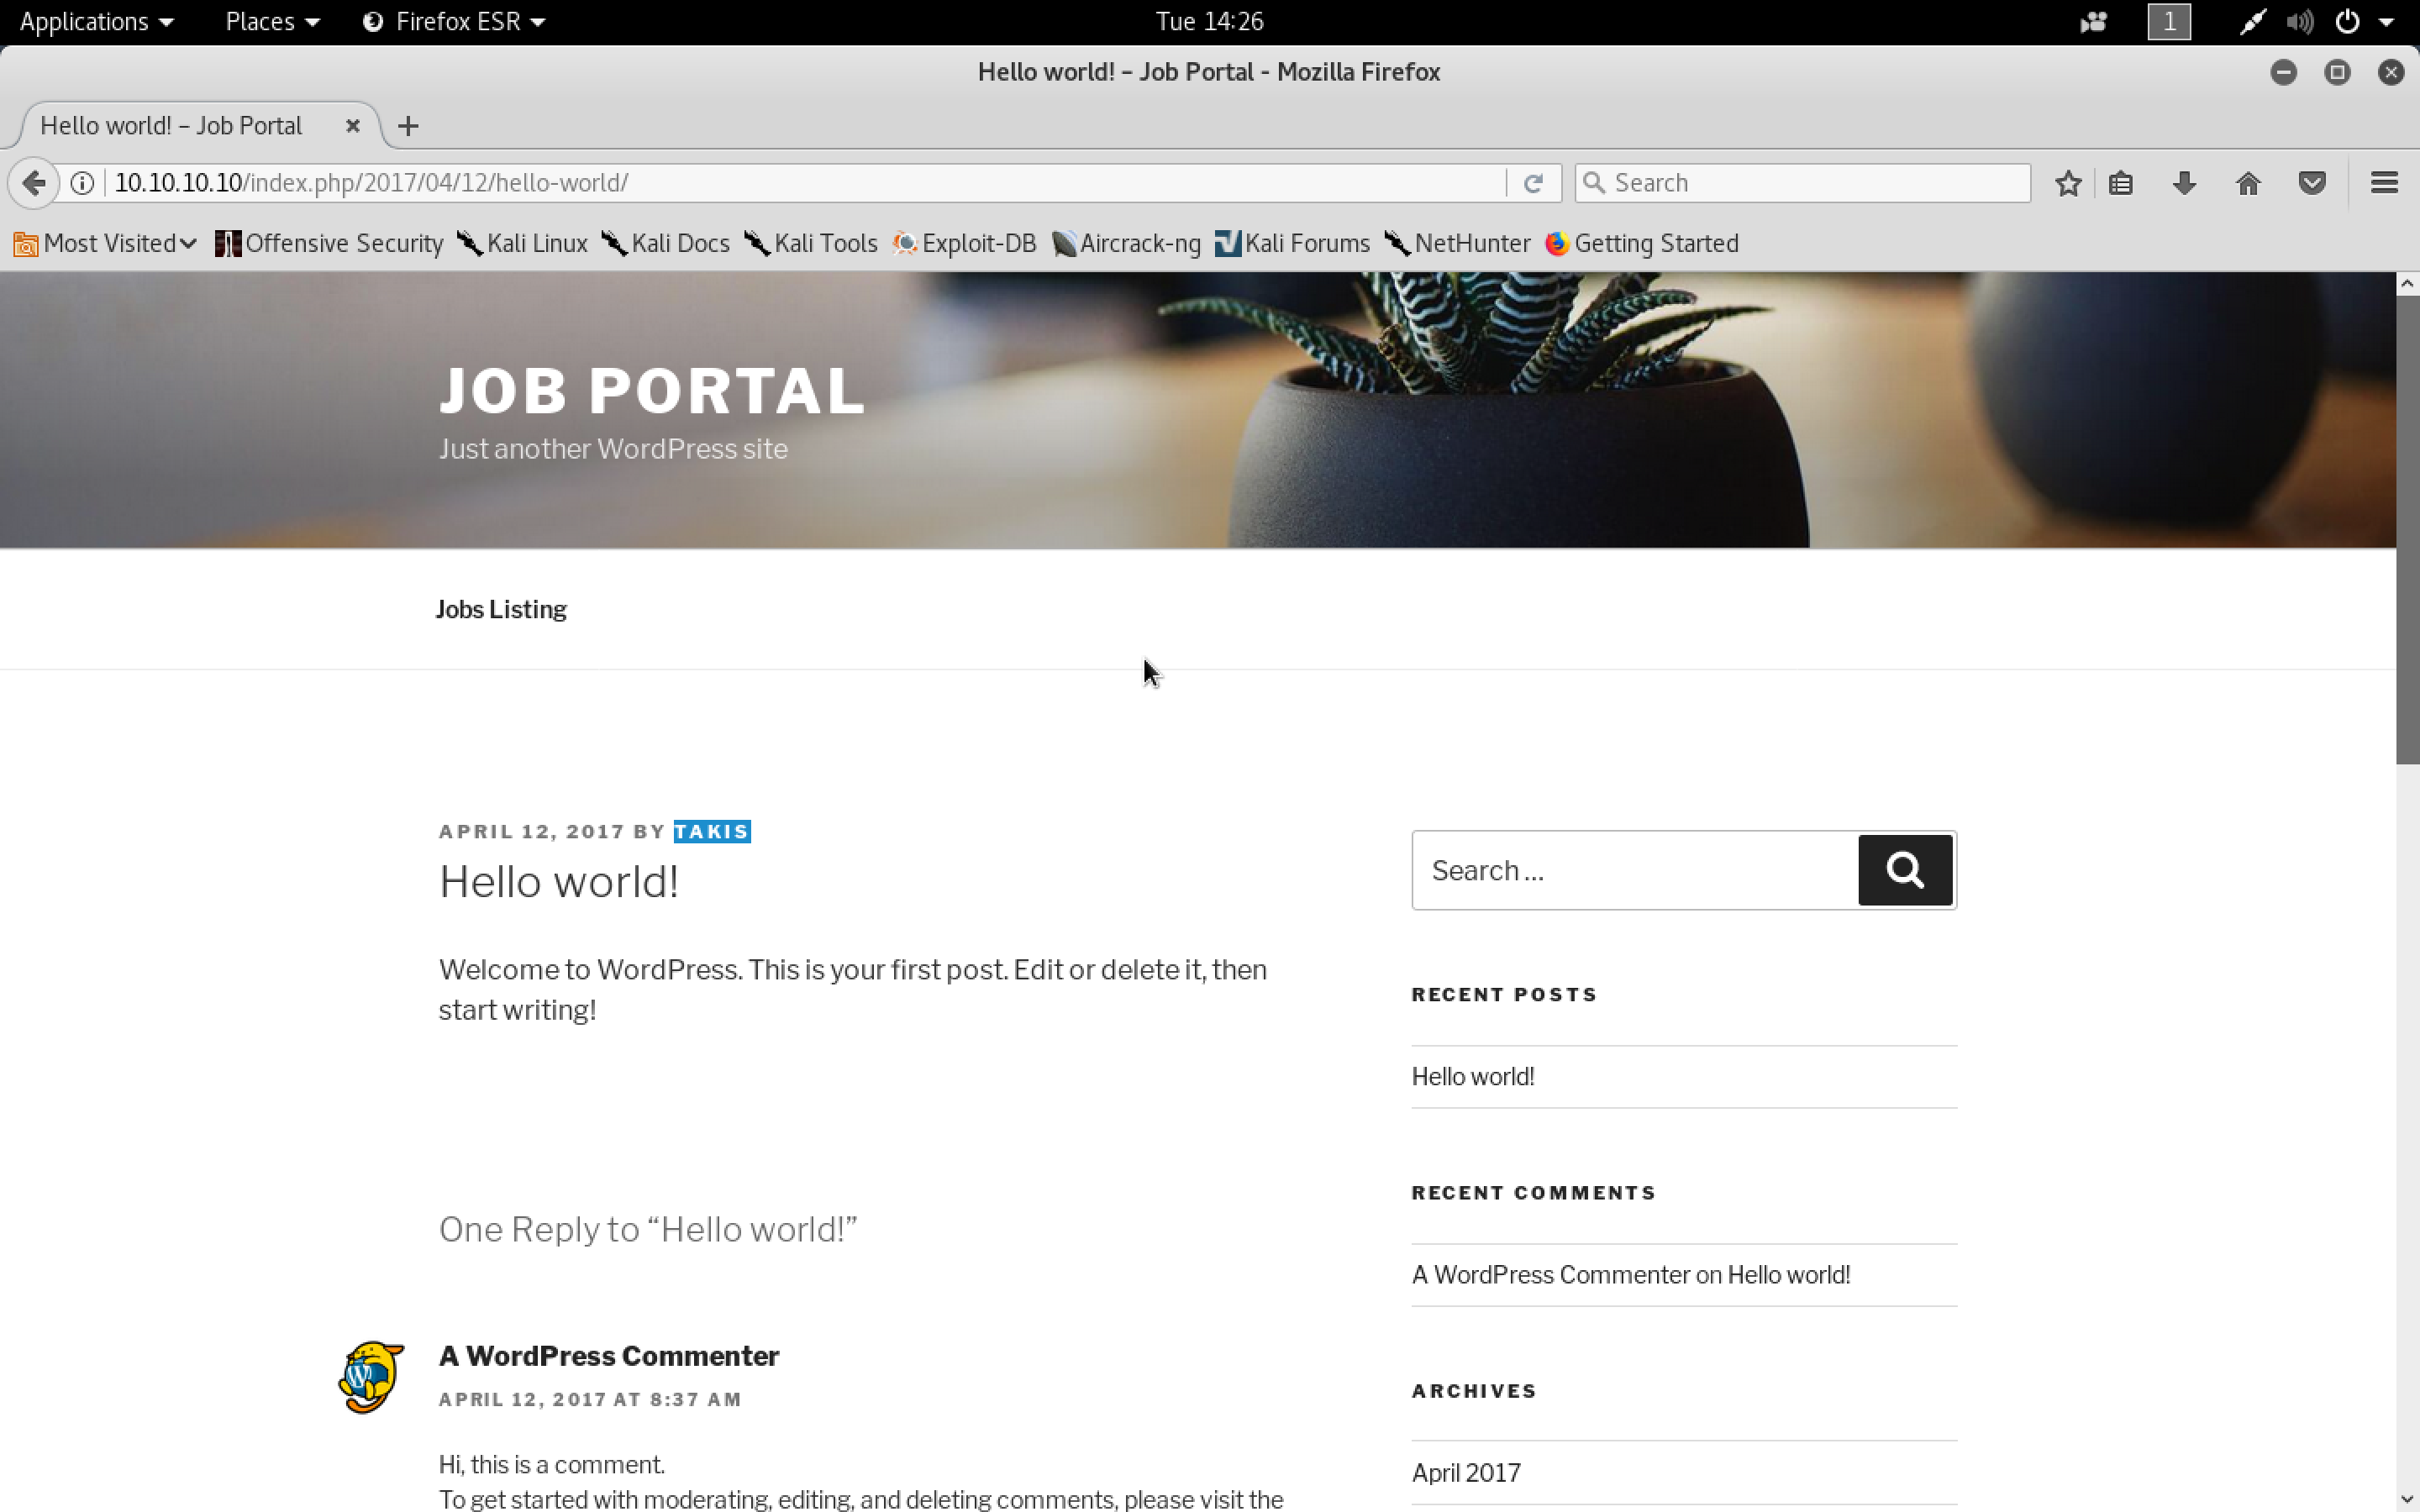 Applications Places Firefox ESR Tue 14:26 1
Hello world! – Job Portal - Mozilla Firefox
Hello world! – Job Portal
10.10.10.10/index.php/2017/04/12/hello-world/ Search
Most Visited Offensive Security Kali Linux Kali Docs Kali Tools Exploit-DB Aircrack-ng Kali Forums NetHunter Getting Started
JOB PORTAL
Just another WordPress site
Jobs Listing
APRIL 12, 2017 BY TAKIS
Hello world!
Welcome to WordPress. This is your first post. Edit or delete it, then
start writing!
One Reply to “Hello world!”
A WordPress Commenter
APRIL 12, 2017 AT 8:37 AM
Hi, this is a comment.
To get started with moderating, editing, and deleting comments, please visit the
Search …
RECENT POSTS
Hello world!
RECENT COMMENTS
A WordPress Commenter on Hello world!
ARCHIVES
April 2017